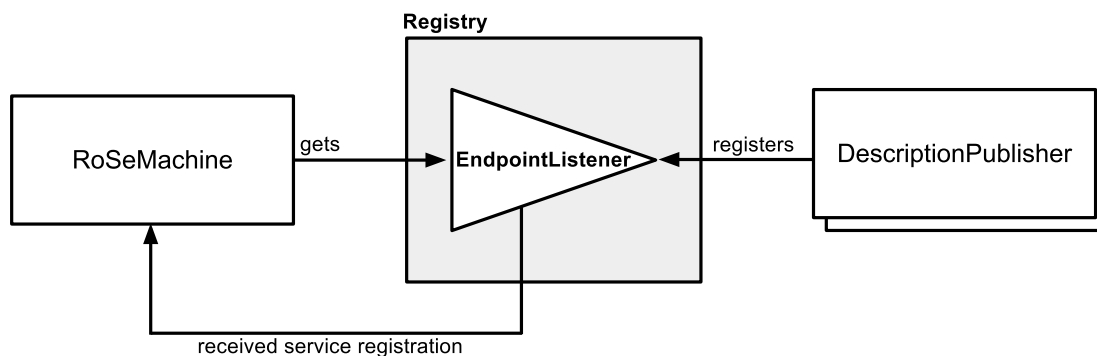 Registry
RoSeMachine
gets
EndpointListener
registers
DescriptionPublisher
received service registration